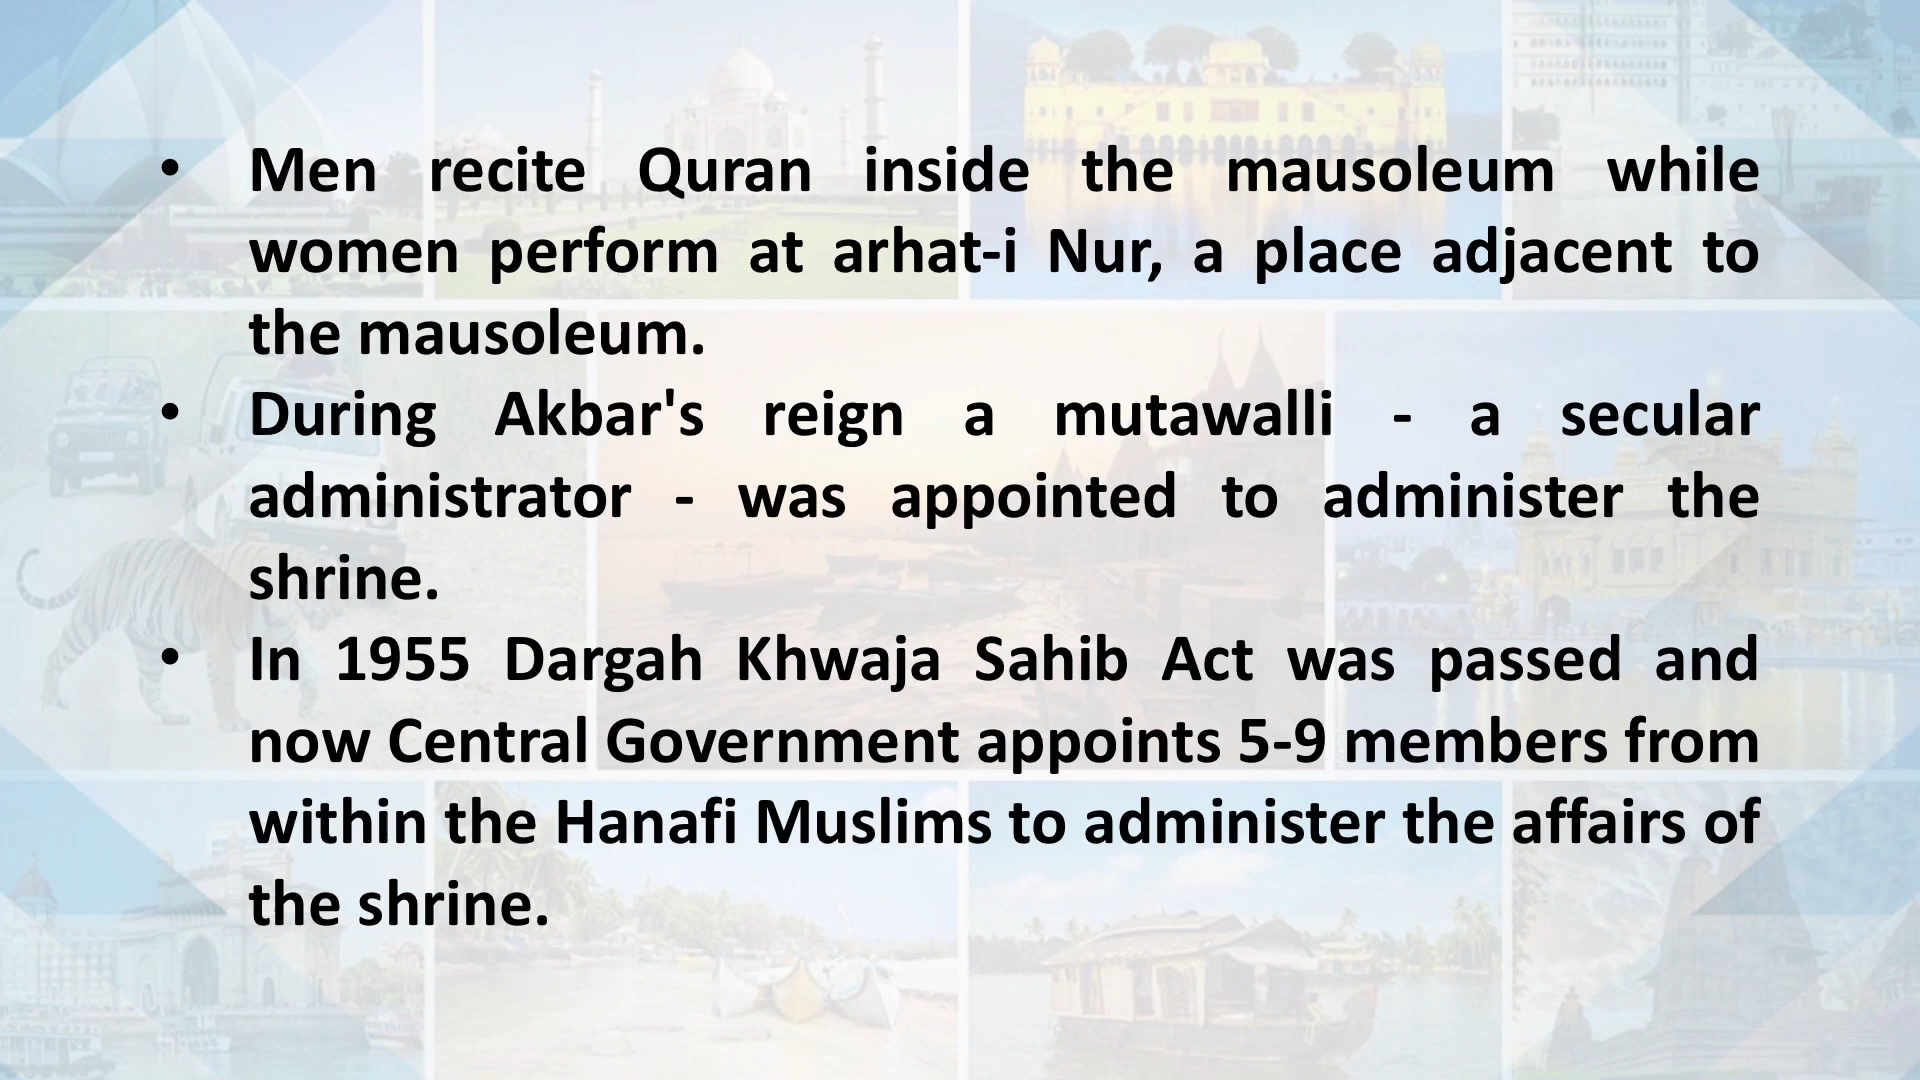 • Men recite Quran inside the mausoleum while
women perform at arhat-i Nur, a place adjacent to
the mausoleum.
• During Akbar's reign a mutawalli - a secular
administrator - was appointed to administer the
shrine.
• In 1955 Dargah Khwaja Sahib Act was passed and
now Central Government appoints 5-9 members from
within the Hanafi Muslims to administer the affairs of
the shrine.